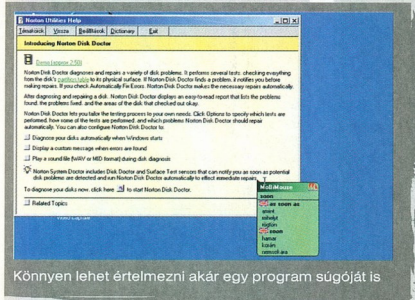 Norton Utilities Help
Témakörök Vissza Beállítások Dictionary Exit
Introducing Norton Disk Doctor
Demo (approx 2:50)
Norton Disk Doctor diagnoses and repairs a variety of disk problems. It performs several tests, checking everything
from the disk's partition table to its physical surface. If Norton Disk Doctor finds a problem, it notifies you before
making repairs. If you check Automatically Fix Errors, Norton Disk Doctor makes the necessary repairs automatically.
After diagnosing and repairing a disk, Norton Disk Doctor displays an easy-to-read report that lists the problems
found, the problems fixed, and the areas of the disk that checked out okay.
Norton Disk Doctor lets you tailor the testing process to your own needs. Click Options to specify which tests are
performed, how some of the tests are performed, and which problems Norton Disk Doctor should repair
automatically. You can also configure Norton Disk Doctor to:
Diagnose your disks automatically when Windows starts
Display a custom message when errors are found
Play a sound file (WAV or MID format) during disk diagnosis
Norton System Doctor includes Disk Doctor and Surface Test sensors that can notify you as soon as potential
disk problems are detected and run Norton Disk Doctor automatically to effect immediate repairs.
To diagnose your disks now, click here to start Norton Disk Doctor.
Related Topics
MoBiMouse
soon
as soon as
amint
mihelyt
rögtön
soon
hamar
korán
nemsokára
Video Capture
Könnyen lehet értelmezni akár egy program súgóját is